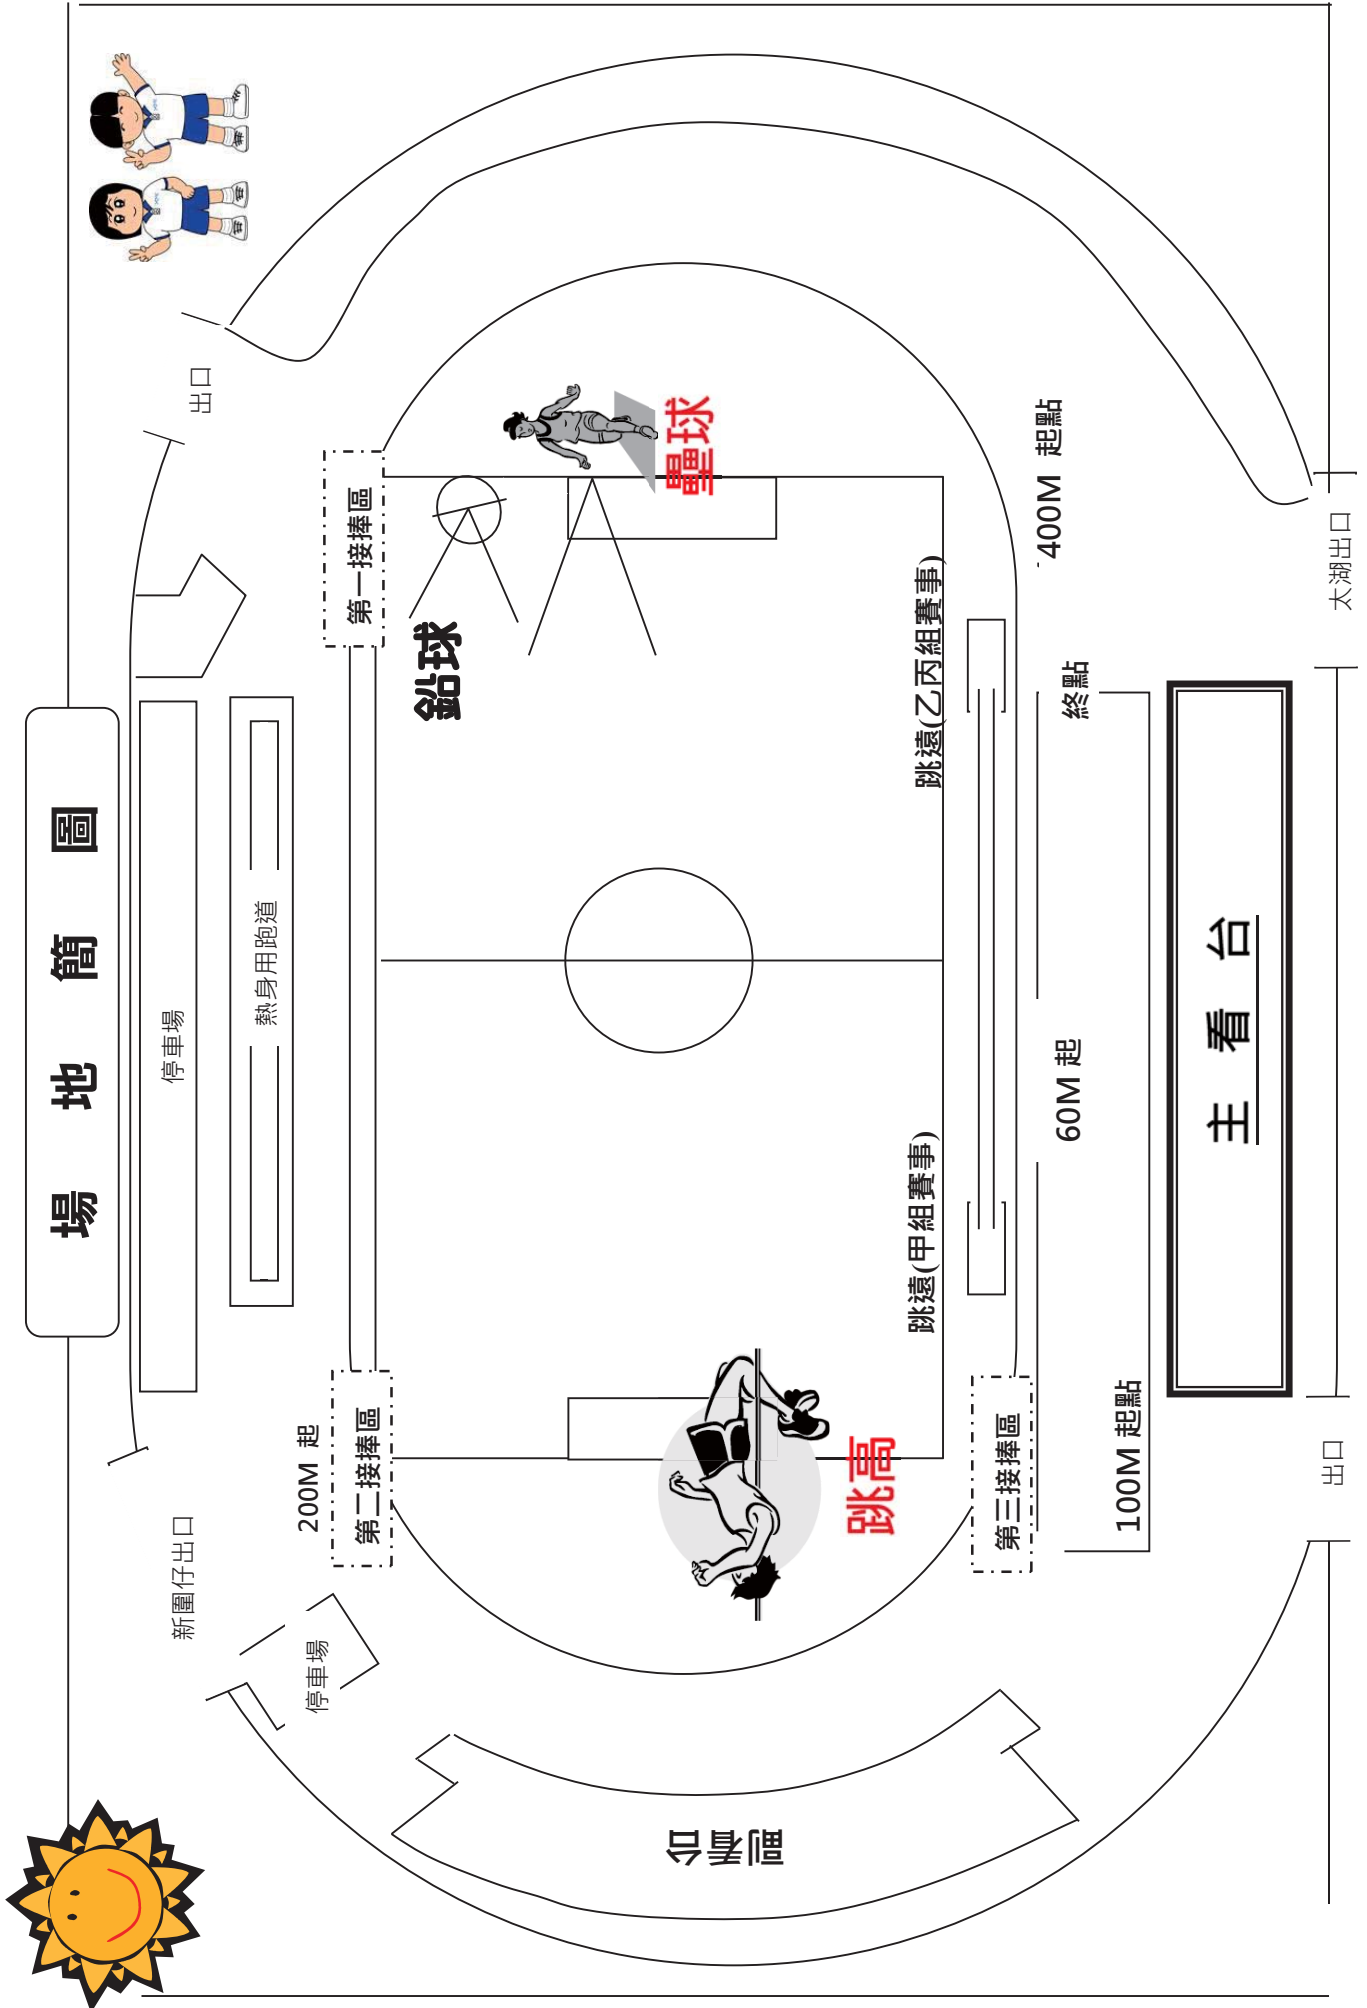 場 地 簡 圖
停車場
熱身用跑道
出口
新圍仔出口
停車場
200M 起
第二接捧區
第一接捧區
鉛球
壘球
跳高
跳遠(甲組賽事)
跳遠(乙丙組賽事)
第三接捧區
60M 起
終點
400M 起點
100M 起點
主 看 台
副看台
出口
太湖出口